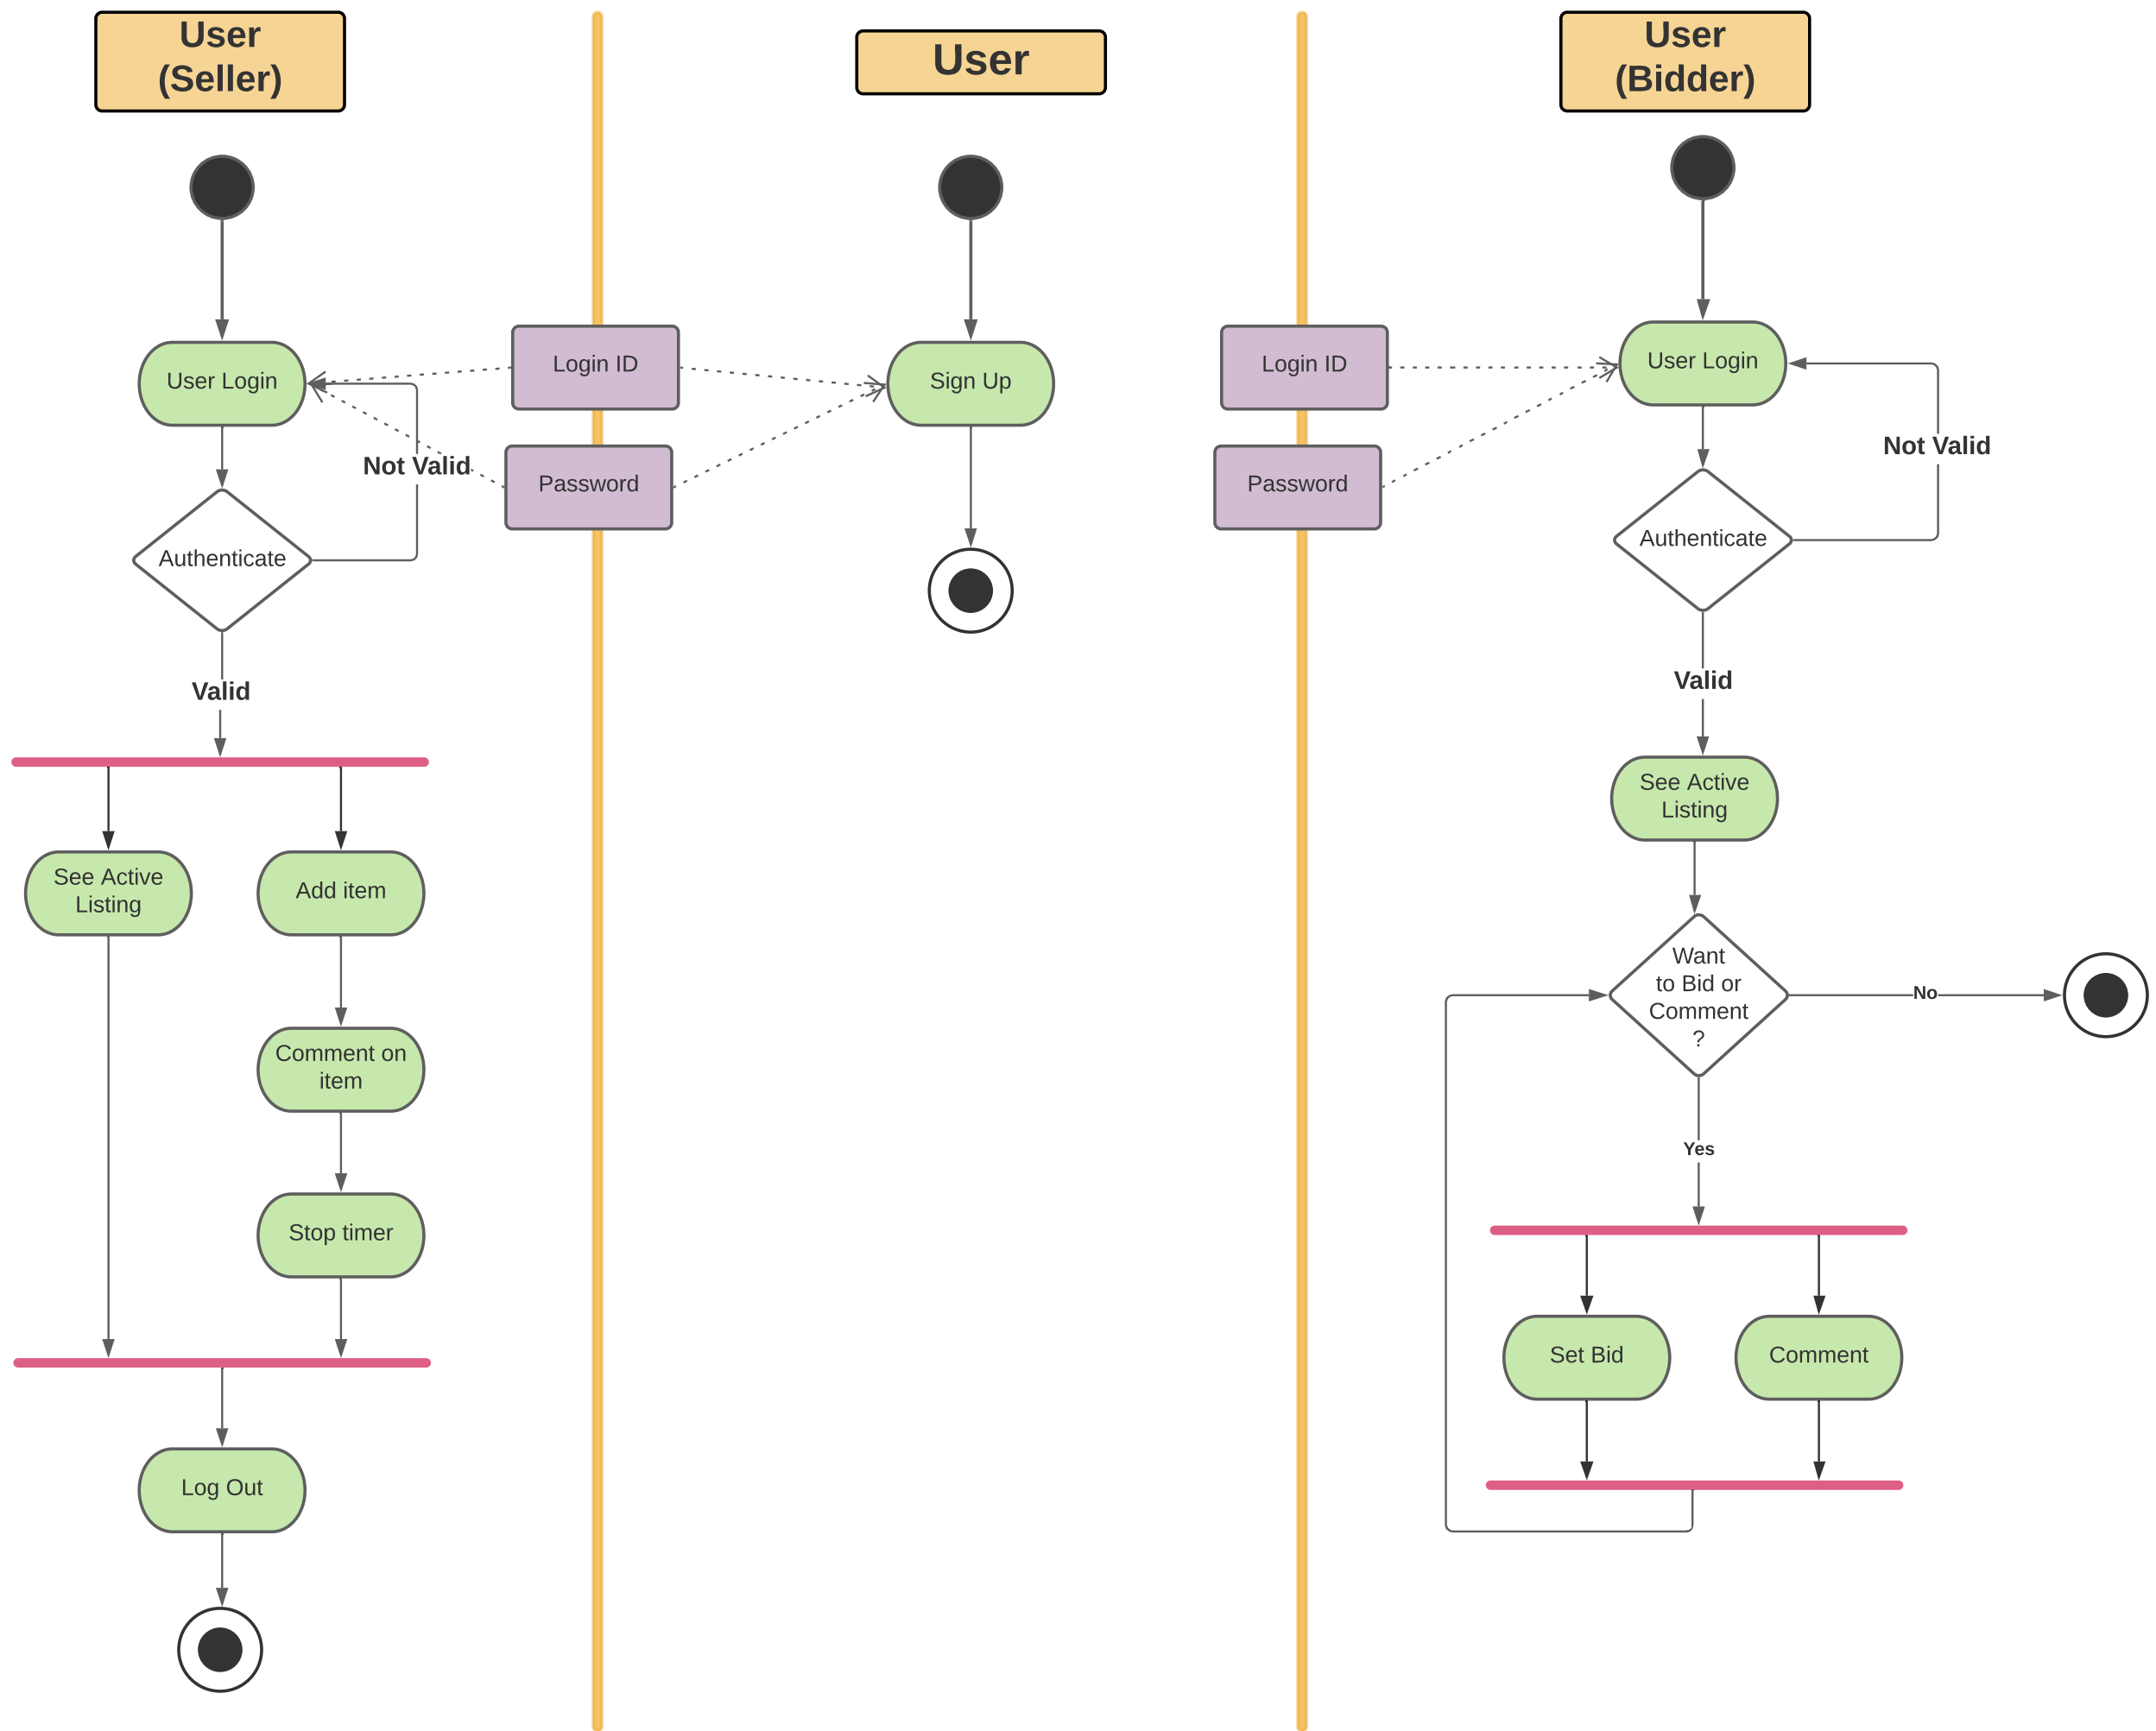 User
(Seller)
User
User
(Bidder)
User Login
Login ID
Sign Up
Login ID
User Login
Not Valid
Password
Password
Not Valid
Authenticate
Authenticate
Valid
Valid
See Active
Listing
Add item
See Active
Listing
Comment on
item
Want
to Bid or
Comment
?
No
Yes
Stop timer
Set Bid
Comment
Log Out